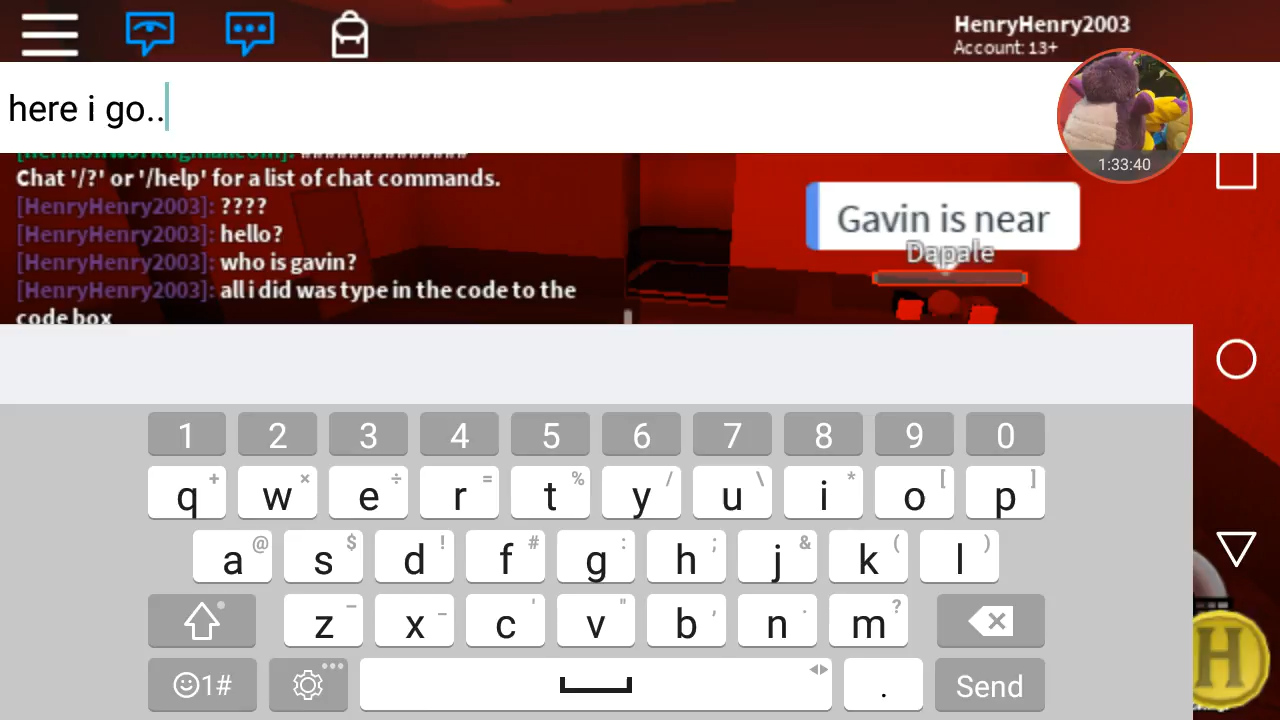 HenryHenry2003
Account: 13+
here i go..
1:33:40
Chat '/?' or '/help' for a list of chat commands.
[HenryHenry2003]: ????
[HenryHenry2003]: hello?
[HenryHenry2003]: who is gavin?
[HenryHenry2003]: all i did was type in the code to the
code box
Gavin is near
Dapale
1 2 3 4 5 6 7 8 9 0
q + w × e ÷ r = t % y / u \ i * o [ p ]
a @ s $ d ! f # g : h ; j & k ( l )
z – x _ c ' v " b , n . m ?
1# . Send
H